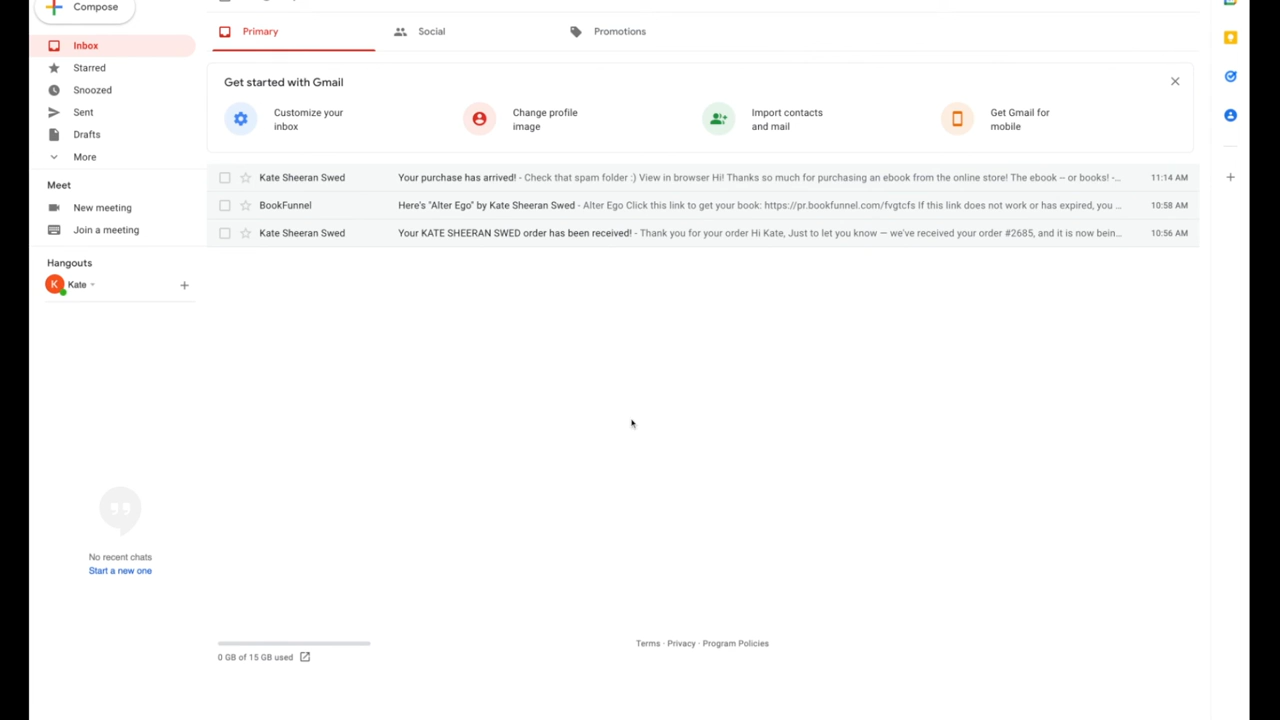 Compose
Primary
Social
Promotions
Inbox
Starred
Snoozed
Sent
Drafts
More
Get started with Gmail
Customize your
inbox
Change profile
image
Import contacts
and mail
Get Gmail for
mobile
Kate Sheeran Swed Your purchase has arrived! - Check that spam folder :) View in browser Hi! Thanks so much for purchasing an ebook from the online store! The ebook – or books! -... 11:14 AM
BookFunnel Here's "Alter Ego" by Kate Sheeran Swed - Alter Ego Click this link to get your book: https://pr.bookfunnel.com/fvgtcfs If this link does not work or has expired, you ... 10:58 AM
Kate Sheeran Swed Your KATE SHEERAN SWED order has been received! - Thank you for your order Hi Kate, Just to let you know — we've received your order #2685, and it is now bein... 10:56 AM
Meet
New meeting
Join a meeting
Hangouts
K Kate
No recent chats
Start a new one
0 GB of 15 GB used
Terms · Privacy · Program Policies